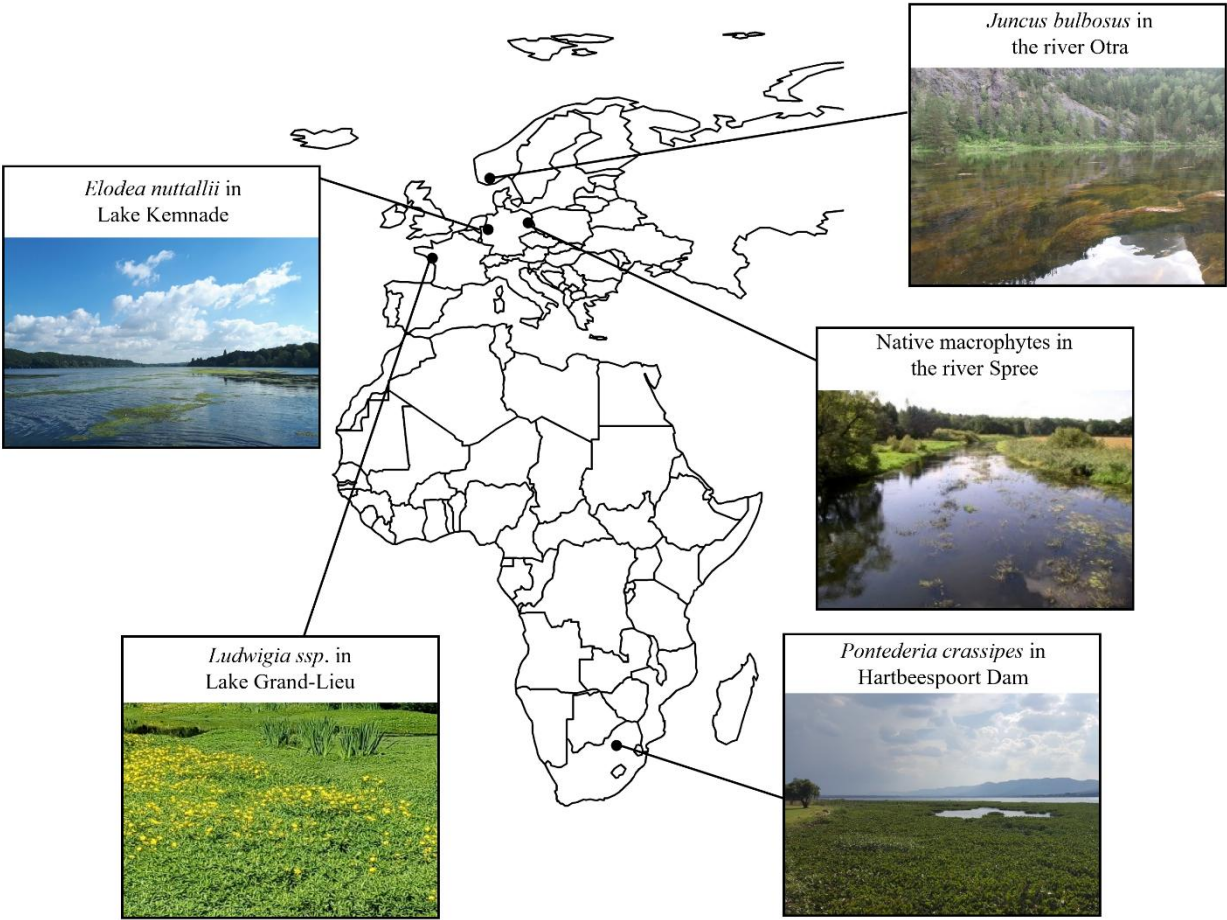 Juncus bulbosus in
the river Otra
Elodea nuttallii in
Lake Kemnade
Native macrophytes in
the river Spree
Ludwigia ssp. in
Lake Grand-Lieu
Pontederia crassipes in
Hartbeespoort Dam